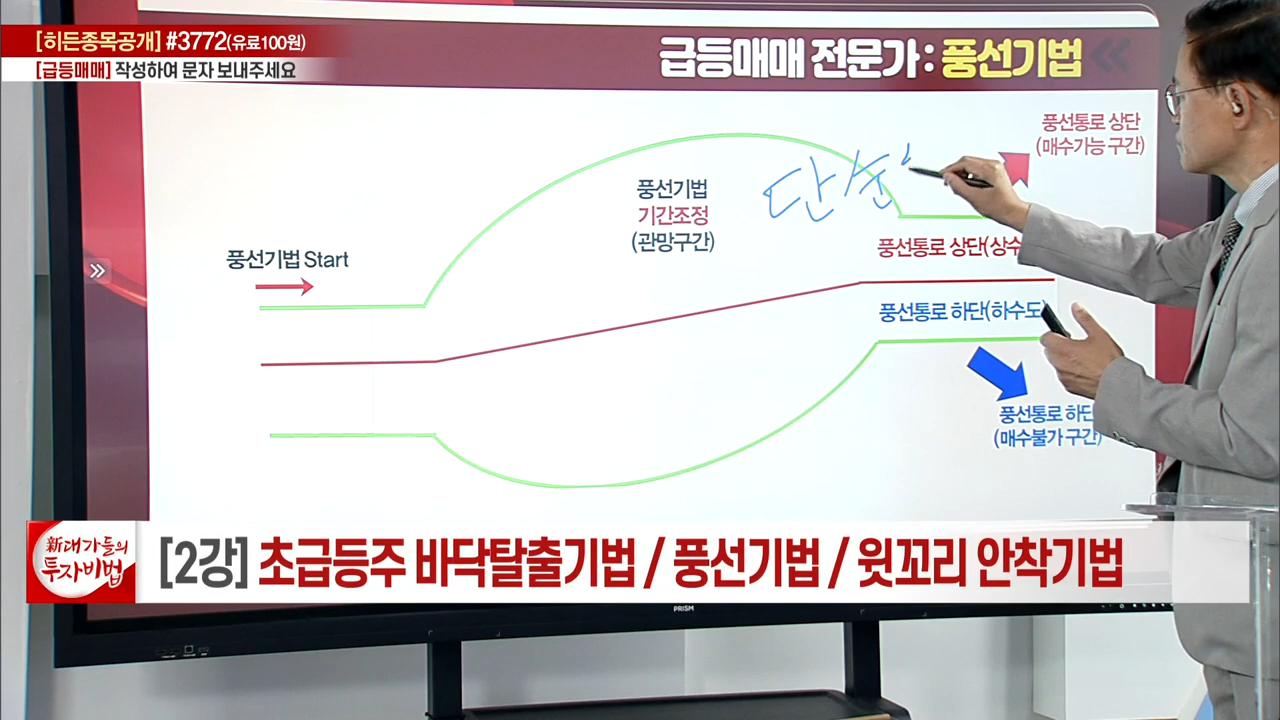 [히든종목공개] #3772(유료100원)
[급등매매] 작성하여 문자 보내주세요
급등매매 전문가 : 풍선기법
풍선통로 상단
(매수가능 구간)
단순
풍선기법
기간조정
(관망구간)
풍선통로 상단(상수
풍선기법 Start
풍선통로 하단(하수도)
풍선통로 하단
(매수불가 구간)
新대가들의
투자비법
[2강] 초급등주 바닥탈출기법 / 풍선기법 / 윗꼬리 안착기법
PRISM